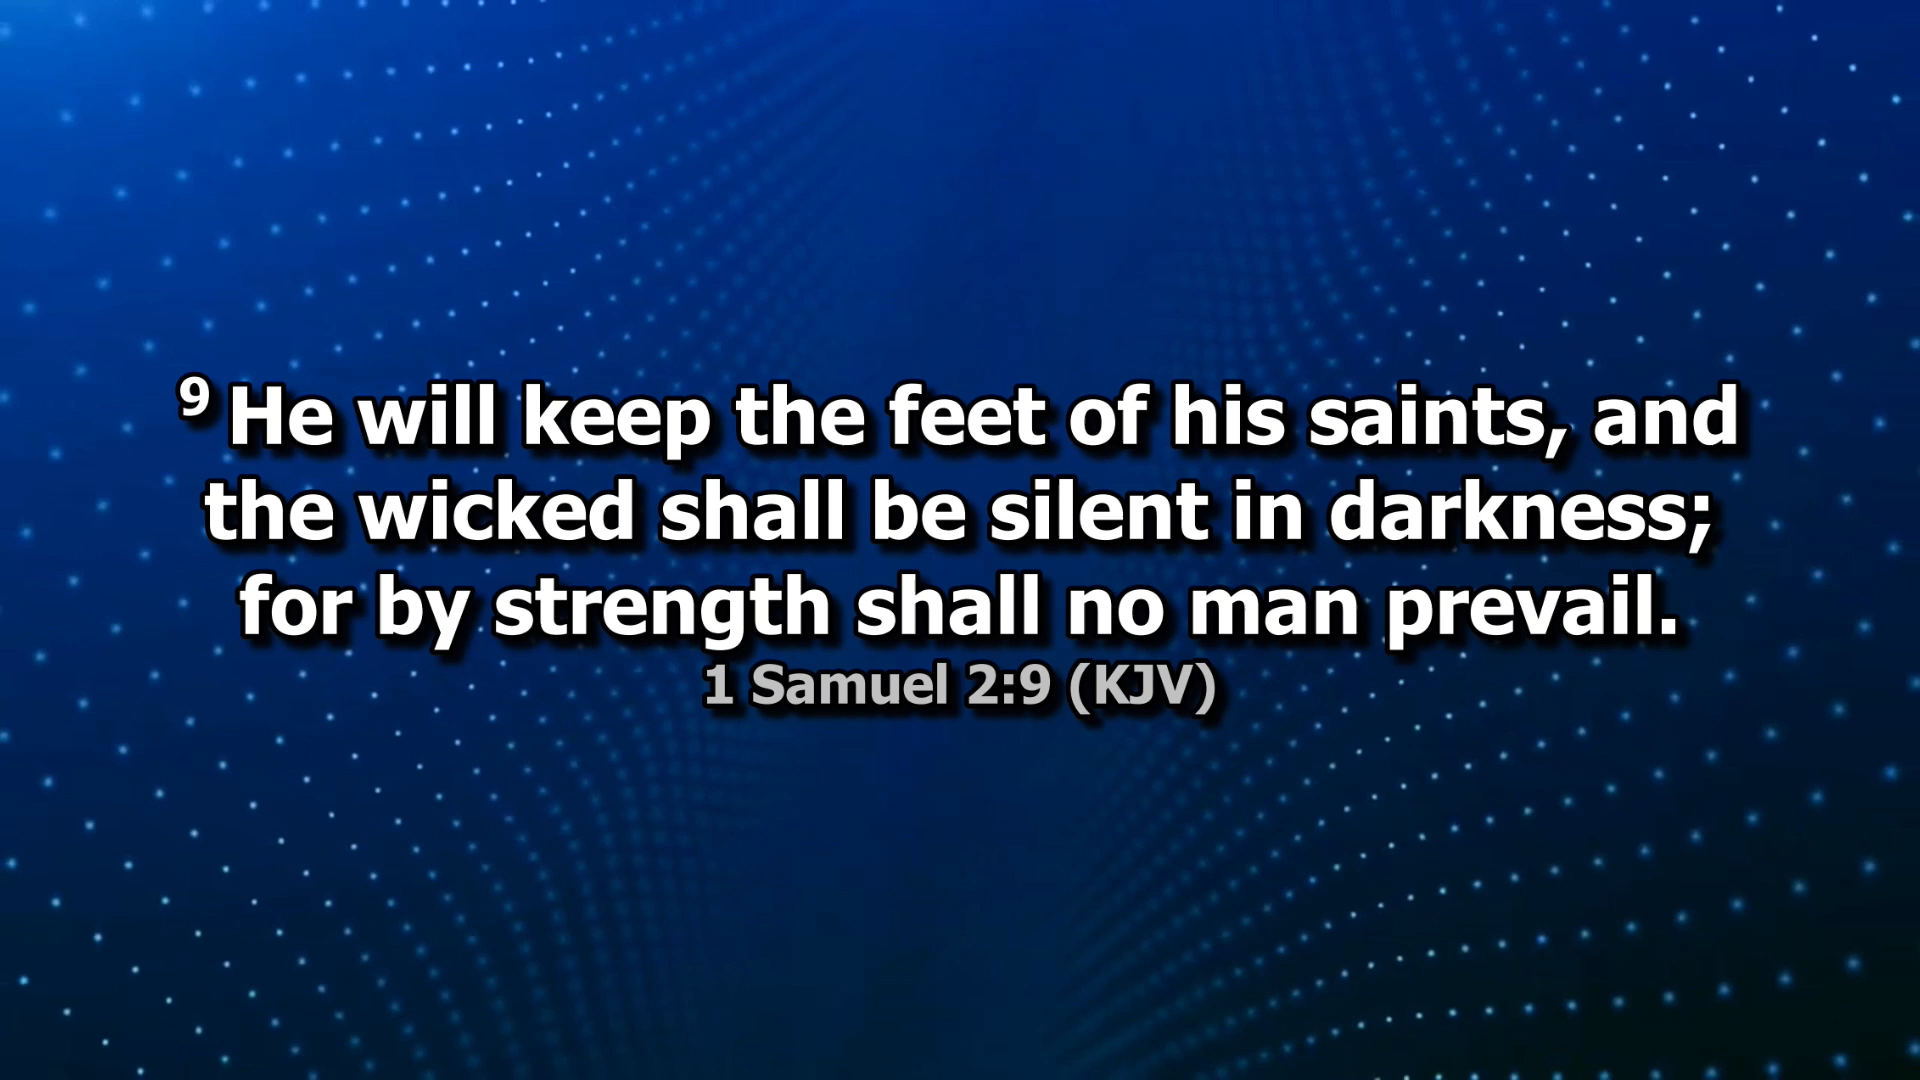 9 He will keep the feet of his saints, and
the wicked shall be silent in darkness;
for by strength shall no man prevail.
1 Samuel 2:9 (KJV)